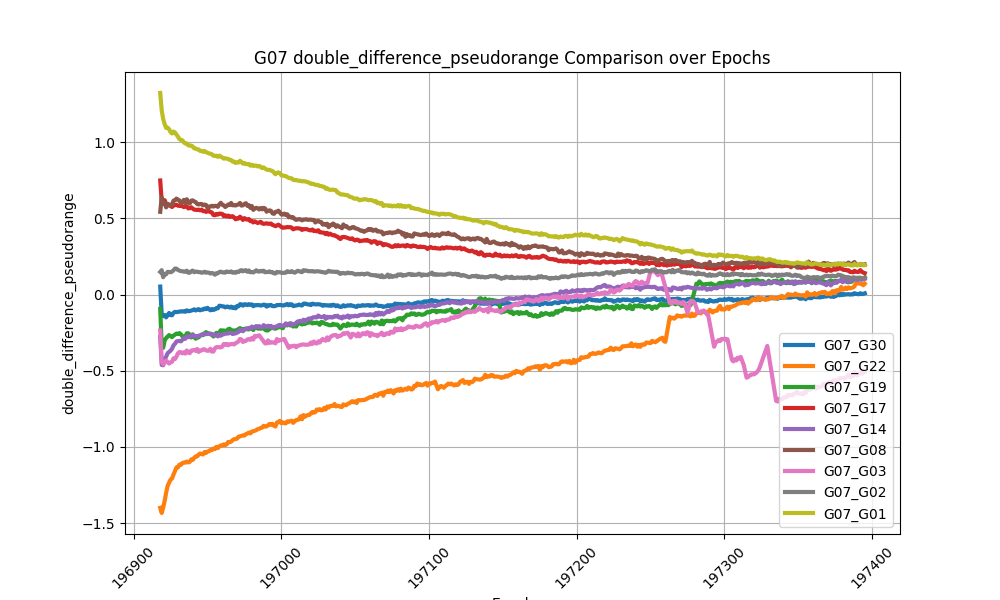 G07 double_difference_pseudorange Comparison over Epochs
double_difference_pseudorange
1.0
0.5
0.0
−0.5
−1.0
−1.5
196900
197000
197100
197200
197300
197400
G07_G30
G07_G22
G07_G19
G07_G17
G07_G14
G07_G08
G07_G03
G07_G02
G07_G01